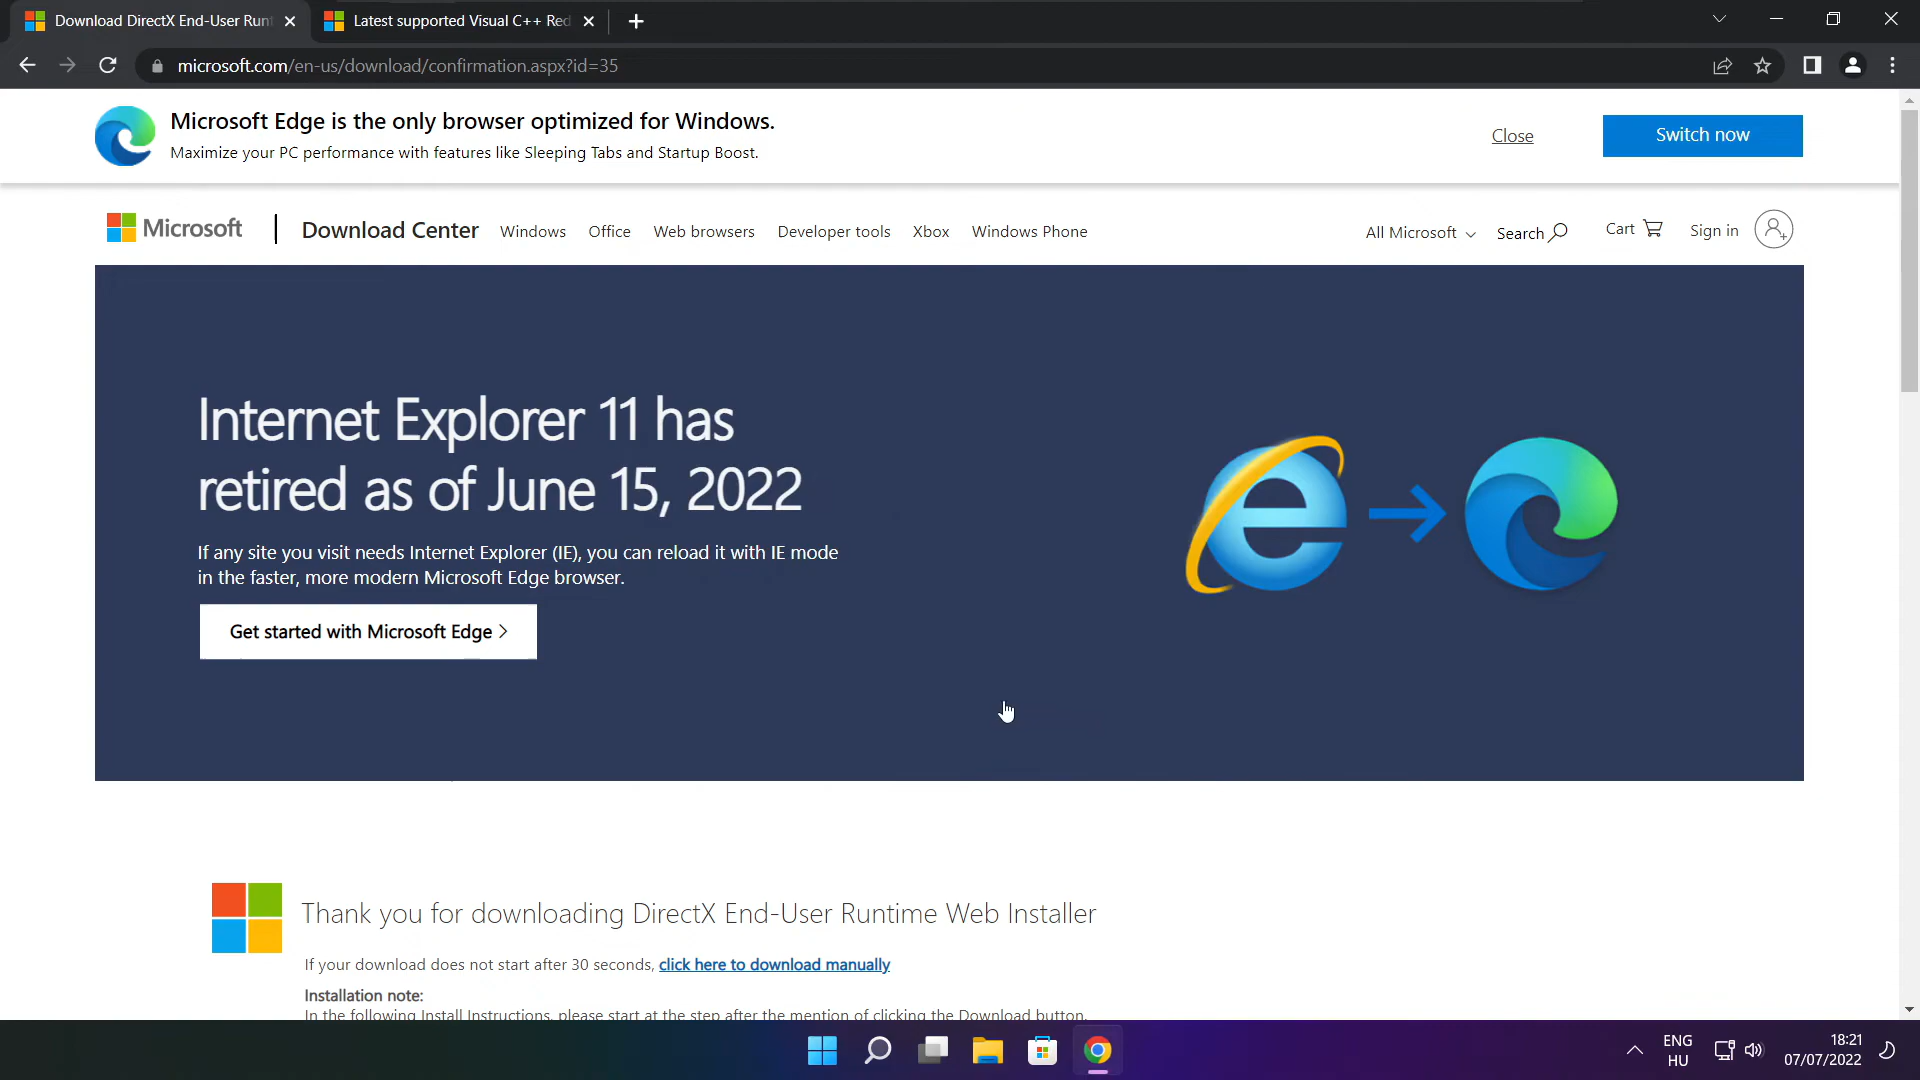 Download DirectX End-User Runt
Latest supported Visual C++ Red
microsoft.com/en-us/download/confirmation.aspx?id=35
Microsoft Edge is the only browser optimized for Windows.
Maximize your PC performance with features like Sleeping Tabs and Startup Boost.
Close
Switch now
Microsoft
Download Center
Windows
Office
Web browsers
Developer tools
Xbox
Windows Phone
All Microsoft
Search
Cart
Sign in
Internet Explorer 11 has
retired as of June 15, 2022
If any site you visit needs Internet Explorer (IE), you can reload it with IE mode
in the faster, more modern Microsoft Edge browser.
Get started with Microsoft Edge >
Thank you for downloading DirectX End-User Runtime Web Installer
If your download does not start after 30 seconds, click here to download manually
Installation note:
In the following Install Instructions, please start at the step after the mention of clicking the Download button.
ENG
HU
18:21
07/07/2022